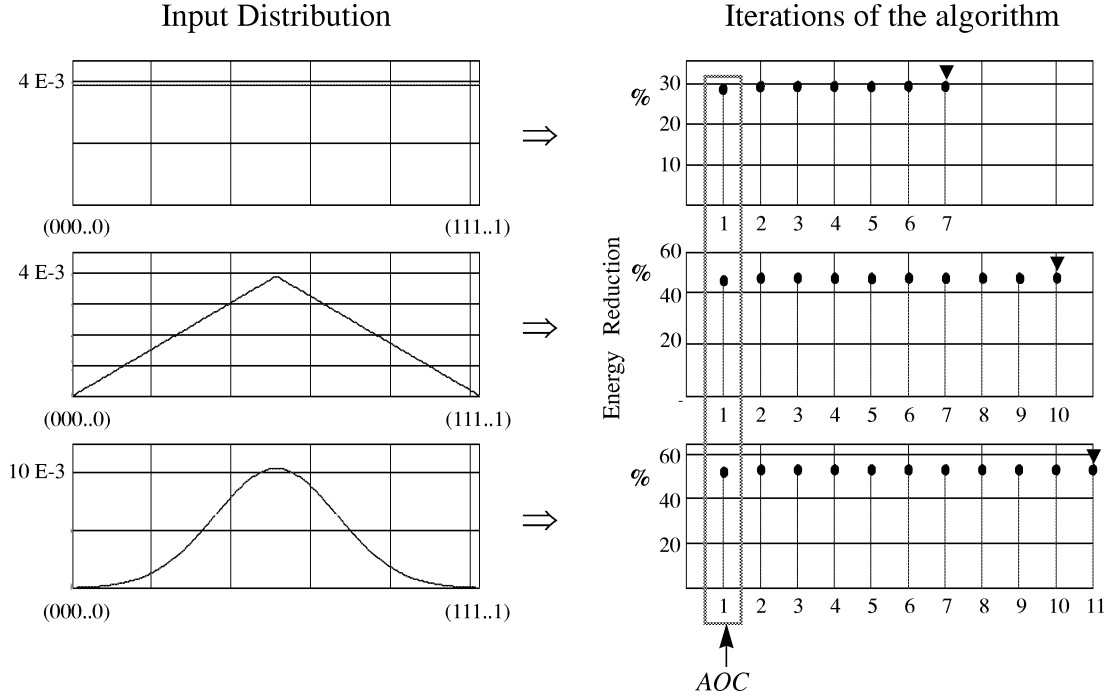 Input Distribution
Iterations of the algorithm
4 E-3
(000..0) (111..1)
% 30
20
10
1 2 3 4 5 6 7
4 E-3
(000..0) (111..1)
Energy Reduction
60
%
40
20
-
1 2 3 4 5 6 7 8 9 10
10 E-3
(000..0) (111..1)
60
%
40
20
1 2 3 4 5 6 7 8 9 10 11
AOC